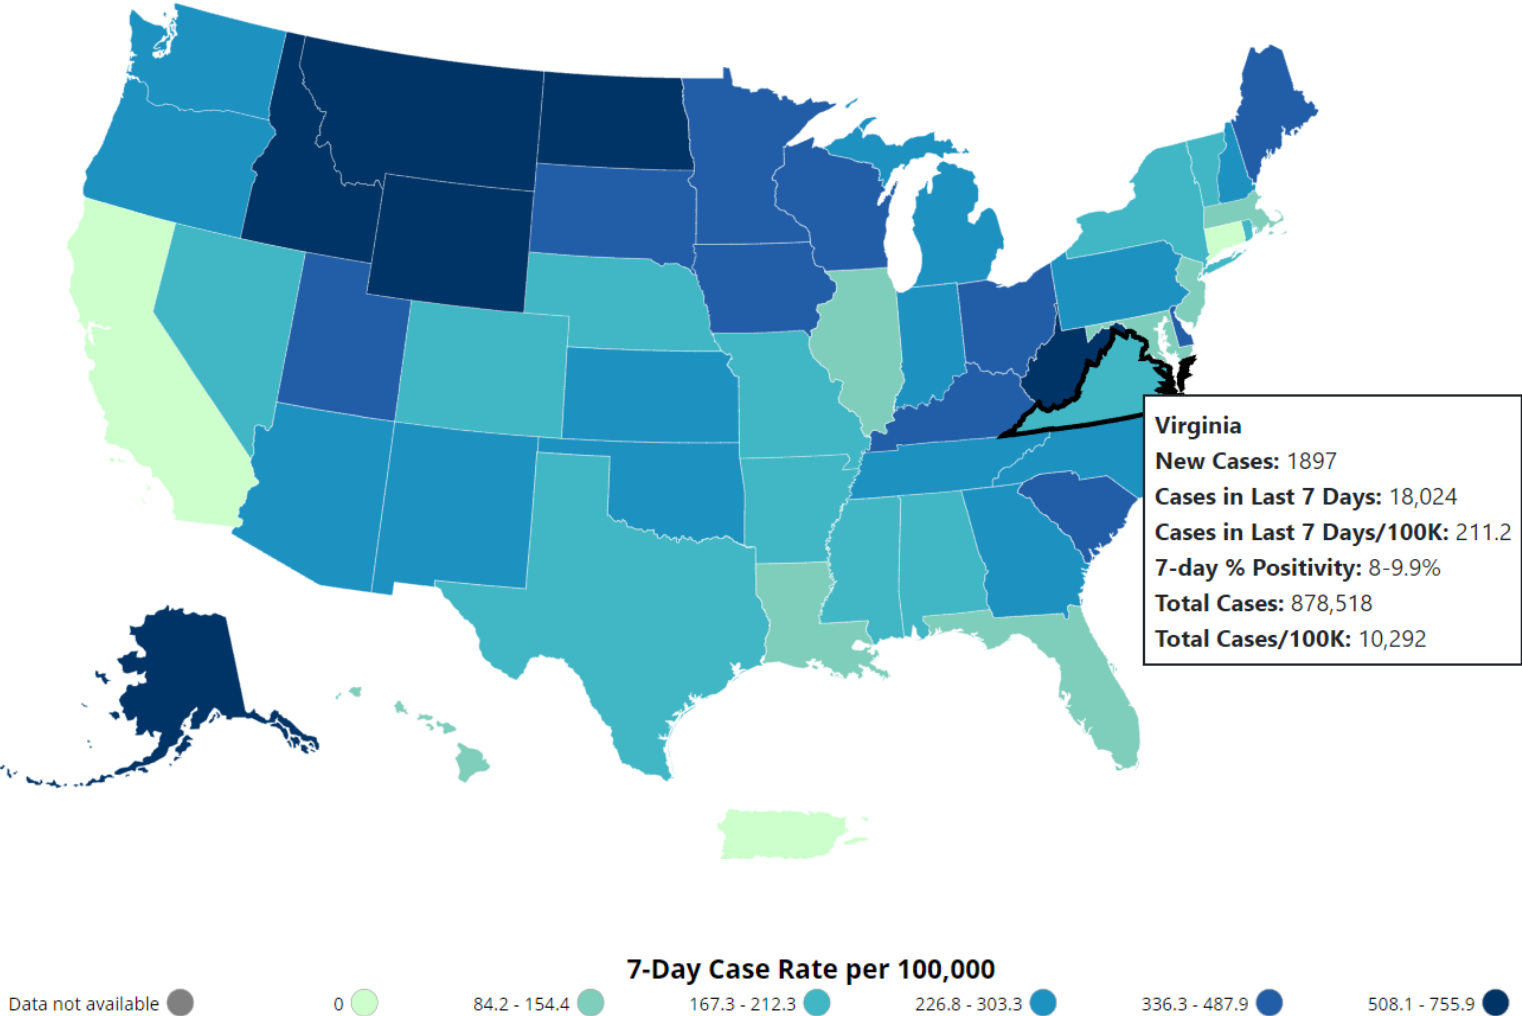 Virginia
New Cases: 1897
Cases in Last 7 Days: 18,024
Cases in Last 7 Days/100K: 211.2
7-day % Positivity: 8-9.9%
Total Cases: 878,518
Total Cases/100K: 10,292
7-Day Case Rate per 100,000
Data not available 0 84.2 - 154.4 167.3 - 212.3 226.8 - 303.3 336.3 - 487.9 508.1 - 755.9